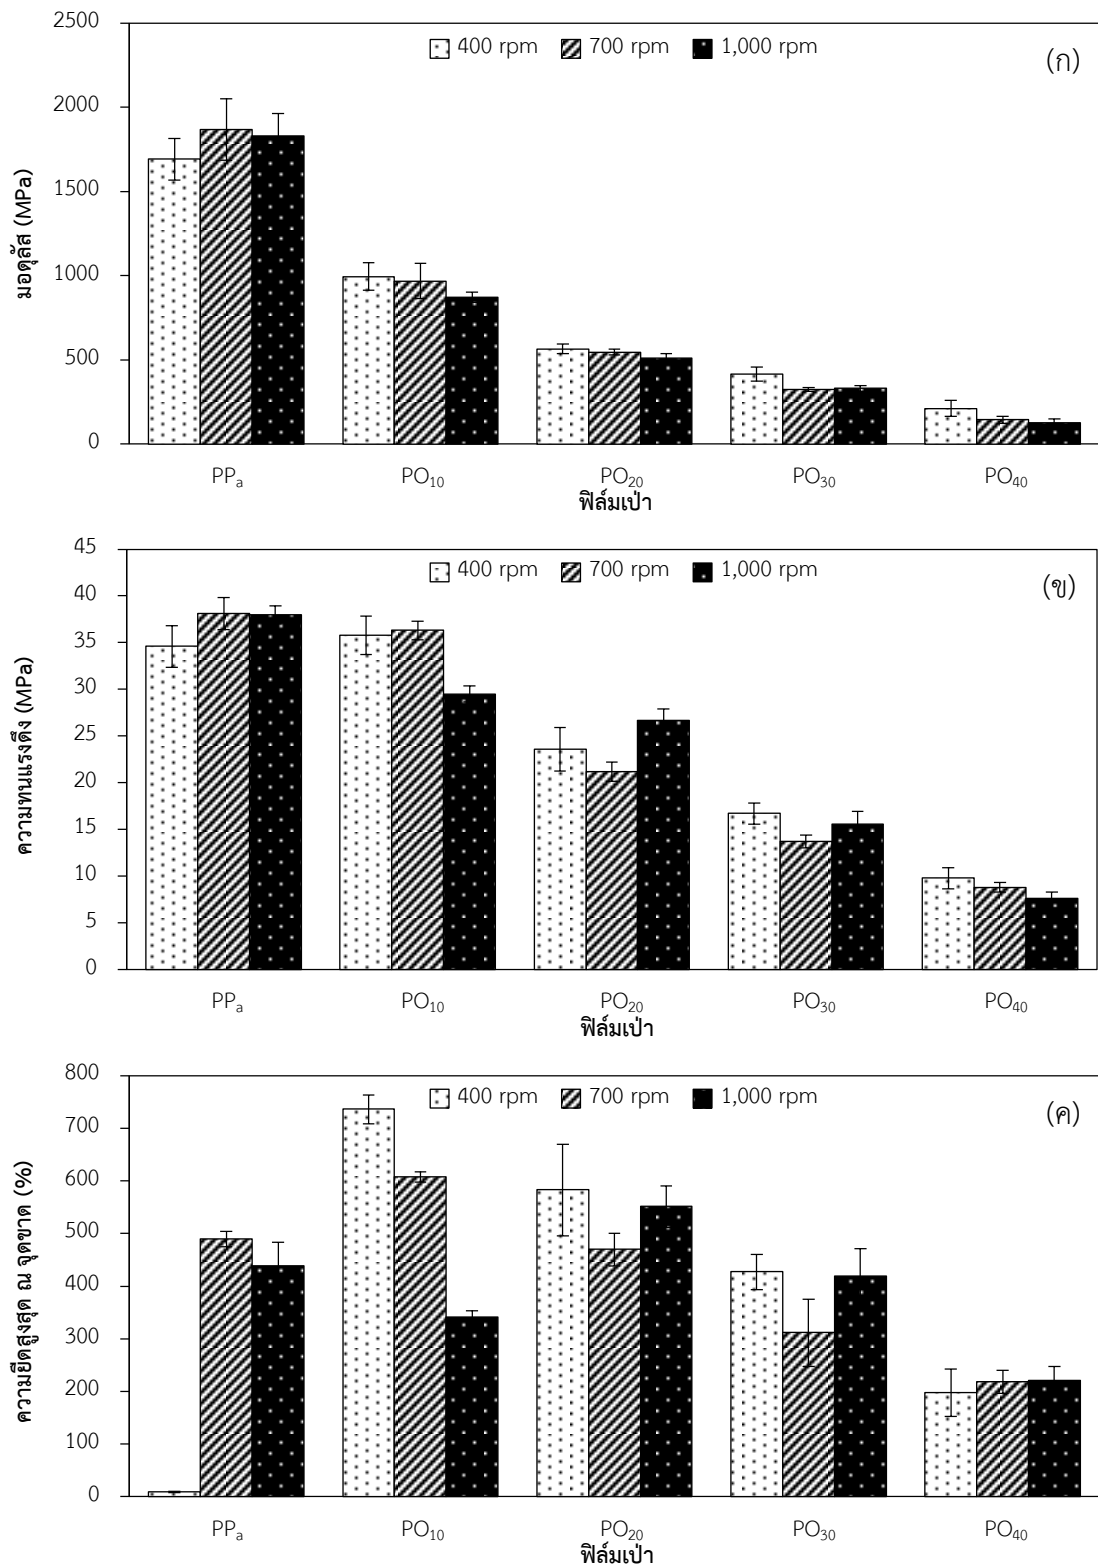 2500
400 rpm 700 rpm 1,000 rpm
(ก)
2000
1500
1000
500
0
มอดุลัส (MPa)
PPa PO10 PO20 PO30 PO40
ฟิล์มเป่า
45
400 rpm 700 rpm 1,000 rpm
(ข)
40
35
30
25
20
15
10
5
0
ความทนแรงดึง (MPa)
PPa PO10 PO20 PO30 PO40
ฟิล์มเป่า
800
400 rpm 700 rpm 1,000 rpm
(ค)
700
600
500
400
300
200
100
0
ความยืดสูงสุด ณ จุดขาด (%)
PPa PO10 PO20 PO30 PO40
ฟิล์มเป่า